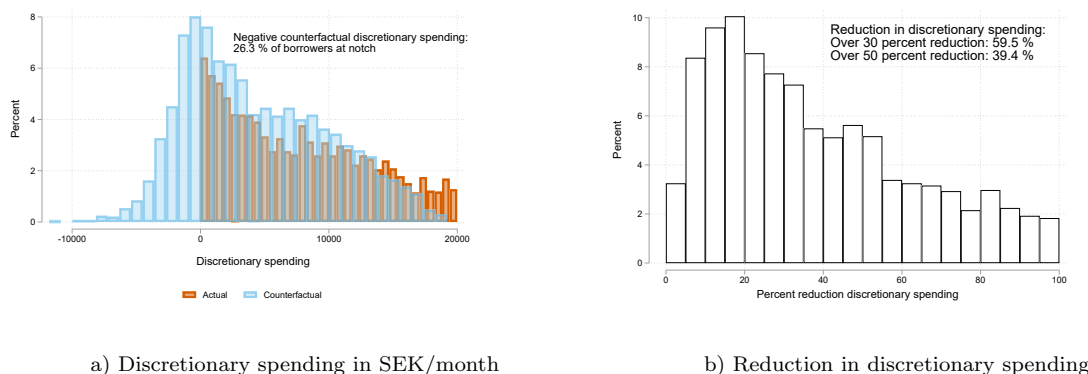 Negative counterfactual discretionary spending:
26.3 % of borrowers at notch
8
6
4
2
0
Percent
-10000
0
10000
20000
Discretionary spending
Actual
Counterfactual
a) Discretionary spending in SEK/month
Reduction in discretionary spending:
Over 30 percent reduction: 59.5 %
Over 50 percent reduction: 39.4 %
10
8
6
4
2
0
Percent
0
20
40
60
80
100
Percent reduction discretionary spending
b) Reduction in discretionary spending